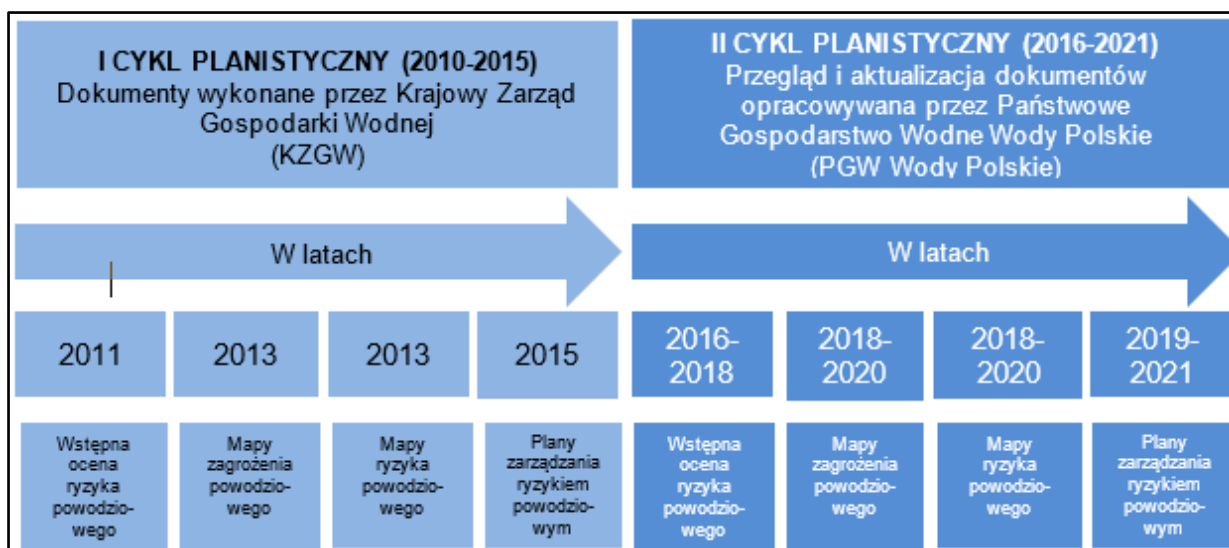 I CYKL PLANISTYCZNY (2010-2015)
Dokumenty wykonane przez Krajowy Zarząd
Gospodarki Wodnej
(KZGW)
II CYKL PLANISTYCZNY (2016-2021)
Przegląd i aktualizacja dokumentów
opracowywana przez Państwowe
Gospodarstwo Wodne Wody Polskie
(PGW Wody Polskie)
W latach
W latach
2011
2013
2013
2015
2016-
2018
2018-
2020
2018-
2020
2019-
2021
Wstępna
ocena
ryzyka
powodzio-
wego
Mapy
zagrożenia
powodzio-
wego
Mapy
ryzyka
powodzio-
wego
Plany
zarządzania
ryzykiem
powodzio-
wym
Wstępna
ocena
ryzyka
powodzio-
wego
Mapy
zagrożenia
powodzio-
wego
Mapy
ryzyka
powodzio-
wego
Plany
zarządzania
ryzykiem
powodzio-
wym